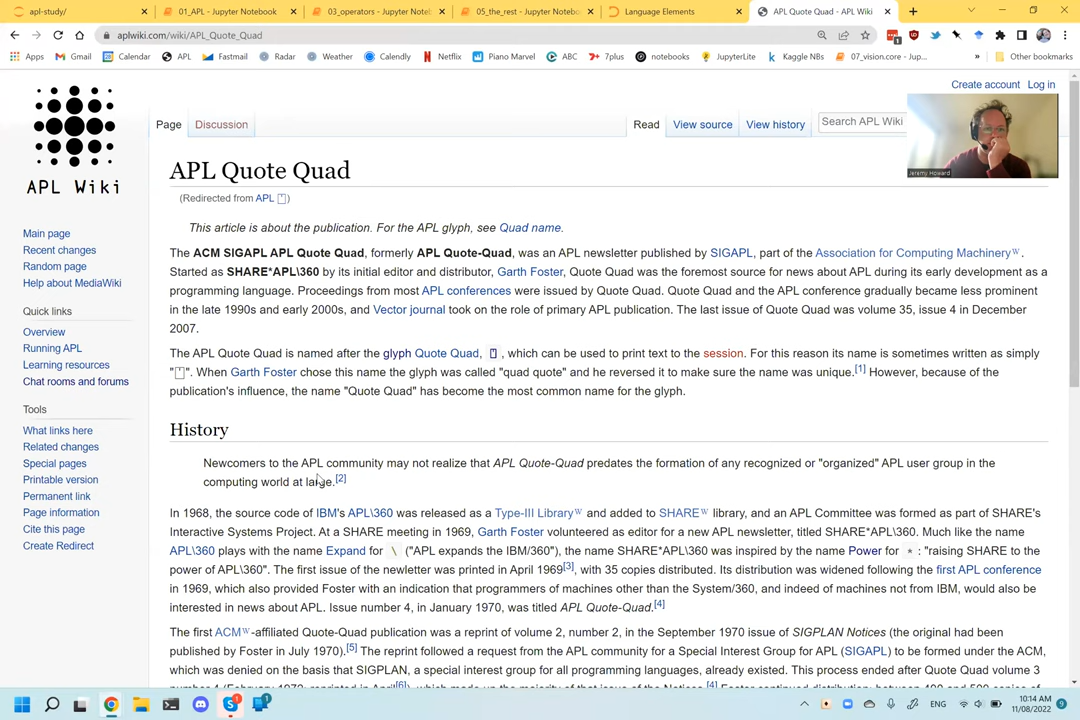 apl-study/
01_APL - Jupyter Notebook
03_operators - Jupyter Noteb
05_the_rest - Jupyter Notebo
Language Elements
APL Quote Quad - APL Wiki
aplwiki.com/wiki/APL_Quote_Quad
Apps
Gmail
Calendar
APL
Fastmail
Radar
Weather
Calendly
Netflix
Piano Marvel
ABC
7plus
notebooks
JupyterLite
Kaggle NBs
07_vision.core - Jup...
Other bookmarks
Create account Log in
Page Discussion Read View source View history Search APL Wiki
Jeremy Howard
APL Wiki
Main page
Recent changes
Random page
Help about MediaWiki
Quick links
Overview
Running APL
Learning resources
Chat rooms and forums
Tools
What links here
Related changes
Special pages
Printable version
Permanent link
Page information
Cite this page
Create Redirect
APL Quote Quad
(Redirected from APL ⍞)
This article is about the publication. For the APL glyph, see Quad name.
The ACM SIGAPL APL Quote Quad, formerly APL Quote-Quad, was an APL newsletter published by SIGAPL, part of the Association for Computing Machinery W.
Started as SHARE*APL\360 by its initial editor and distributor, Garth Foster, Quote Quad was the foremost source for news about APL during its early development as a
programming language. Proceedings from most APL conferences were issued by Quote Quad. Quote Quad and the APL conference gradually became less prominent
in the late 1990s and early 2000s, and Vector journal took on the role of primary APL publication. The last issue of Quote Quad was volume 35, issue 4 in December
2007.
The APL Quote Quad is named after the glyph Quote Quad, ⍞, which can be used to print text to the session. For this reason its name is sometimes written as simply
"⍞". When Garth Foster chose this name the glyph was called "quad quote" and he reversed it to make sure the name was unique.[1] However, because of the
publication's influence, the name "Quote Quad" has become the most common name for the glyph.
History
Newcomers to the APL community may not realize that APL Quote-Quad predates the formation of any recognized or "organized" APL user group in the
computing world at large.[2]
In 1968, the source code of IBM's APL\360 was released as a Type-III Library W and added to SHARE W library, and an APL Committee was formed as part of SHARE's
Interactive Systems Project. At a SHARE meeting in 1969, Garth Foster volunteered as editor for a new APL newsletter, titled SHARE*APL\360. Much like the name
APL\360 plays with the name Expand for \ ("APL expands the IBM/360"), the name SHARE*APL\360 was inspired by the name Power for *: "raising SHARE to the
power of APL\360". The first issue of the newletter was printed in April 1969[3], with 35 copies distributed. Its distribution was widened following the first APL conference
in 1969, which also provided Foster with an indication that programmers of machines other than the System/360, and indeed of machines not from IBM, would also be
interested in news about APL. Issue number 4, in January 1970, was titled APL Quote-Quad.[4]
The first ACM W-affiliated Quote-Quad publication was a reprint of volume 2, number 2, in the September 1970 issue of SIGPLAN Notices (the original had been
published by Foster in July 1970).[5] The reprint followed a request from the APL community for a Special Interest Group for APL (SIGAPL) to be formed under the ACM,
which was denied on the basis that SIGPLAN, a special interest group for all programming languages, already existed. This process ended after Quote Quad volume 3
ENG
10:14 AM
11/08/2022